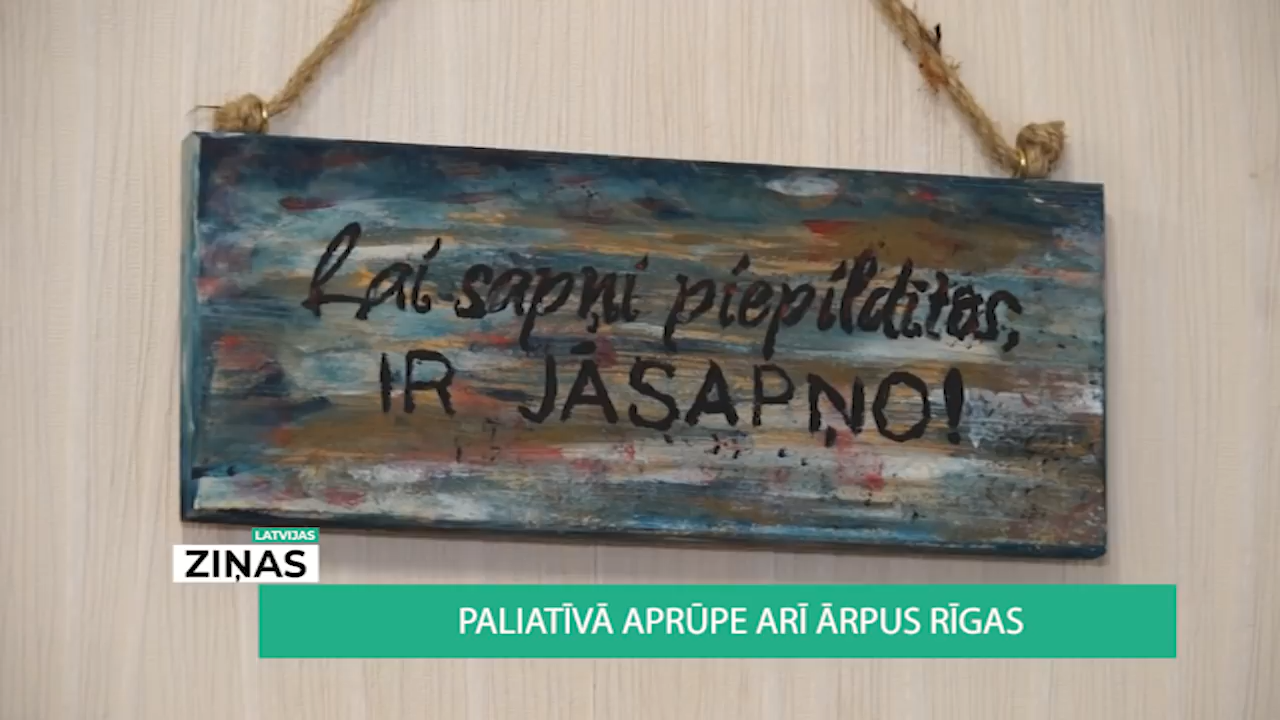 Lai sapņi piepildītos,
IR JĀSAPŅO!
LATVIJAS
ZIŅAS
PALIATĪVĀ APRŪPE ARĪ ĀRPUS RĪGAS